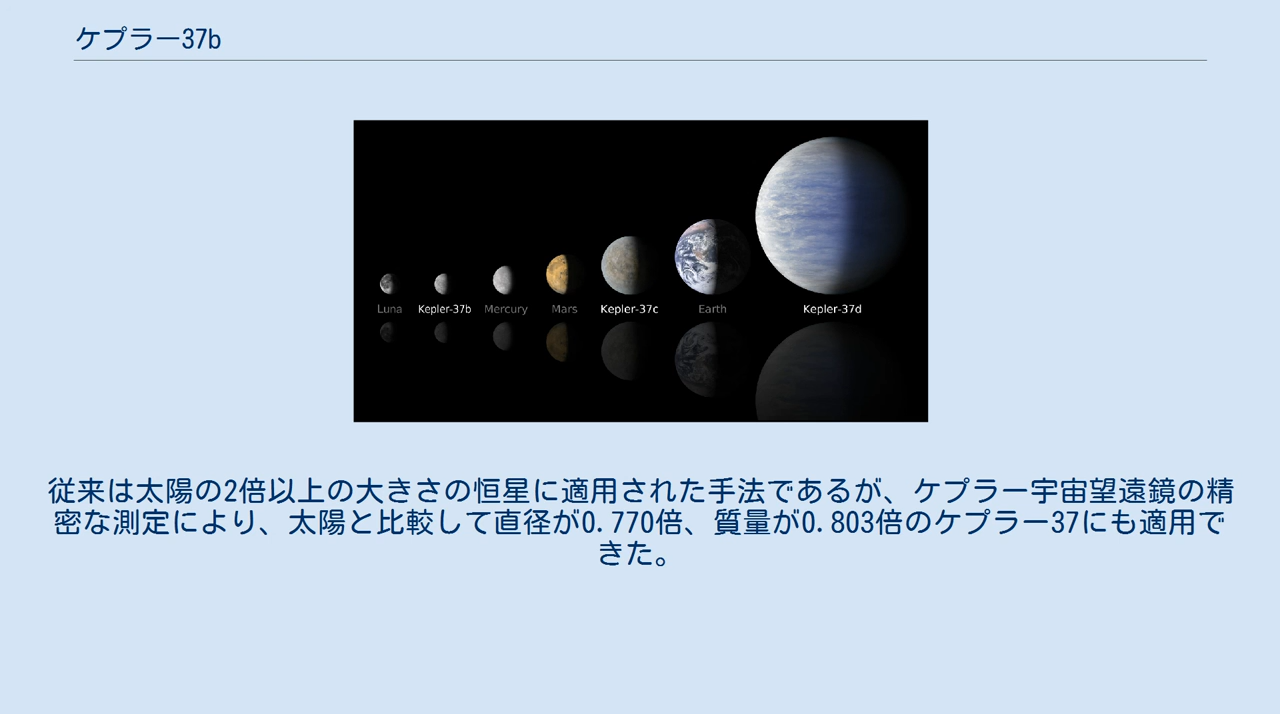 ケプラー37b
Luna Kepler-37b Mercury Mars Kepler-37c Earth Kepler-37d
従来は太陽の2倍以上の大きさの恒星に適用された手法であるが、ケプラー宇宙望遠鏡の精
密な測定により、太陽と比較して直径が0.770倍、質量が0.803倍のケプラー37にも適用で
きた。